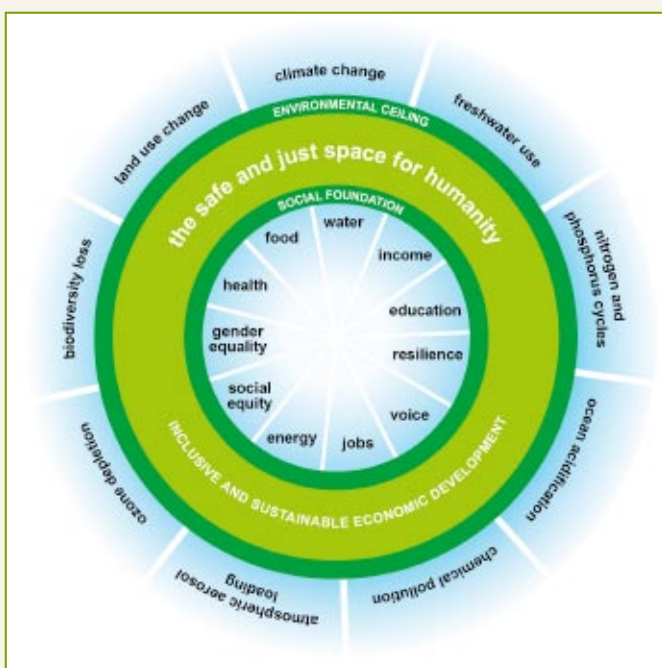 climate change
freshwater use
nitrogen and
phosphorus cycles
ocean acidification
chemical pollution
atmospheric aerosol
loading
ozone depletion
biodiversity loss
land use change
ENVIRONMENTAL CEILING
the safe and just space for humanity
SOCIAL FOUNDATION
water
income
education
resilience
voice
jobs
energy
social
equity
gender
equality
health
food
INCLUSIVE AND SUSTAINABLE ECONOMIC DEVELOPMENT